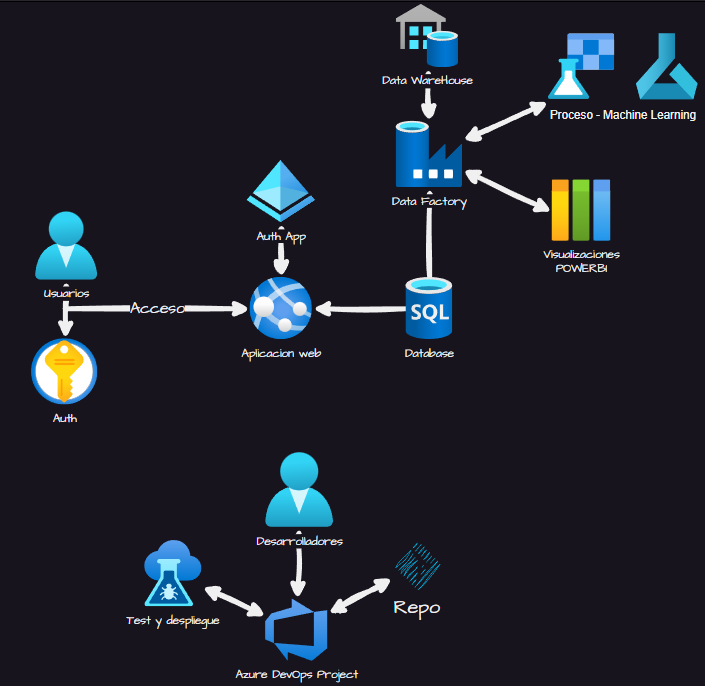 Data WareHouse
Proceso - Machine Learning
Data Factory
Auth App
Visualizaciones
POWERBI
Usuarios
Acceso
SQL
Aplicacion web
Database
Auth
Desarrolladores
Repo
Test y despliegue
Azure DevOps Project